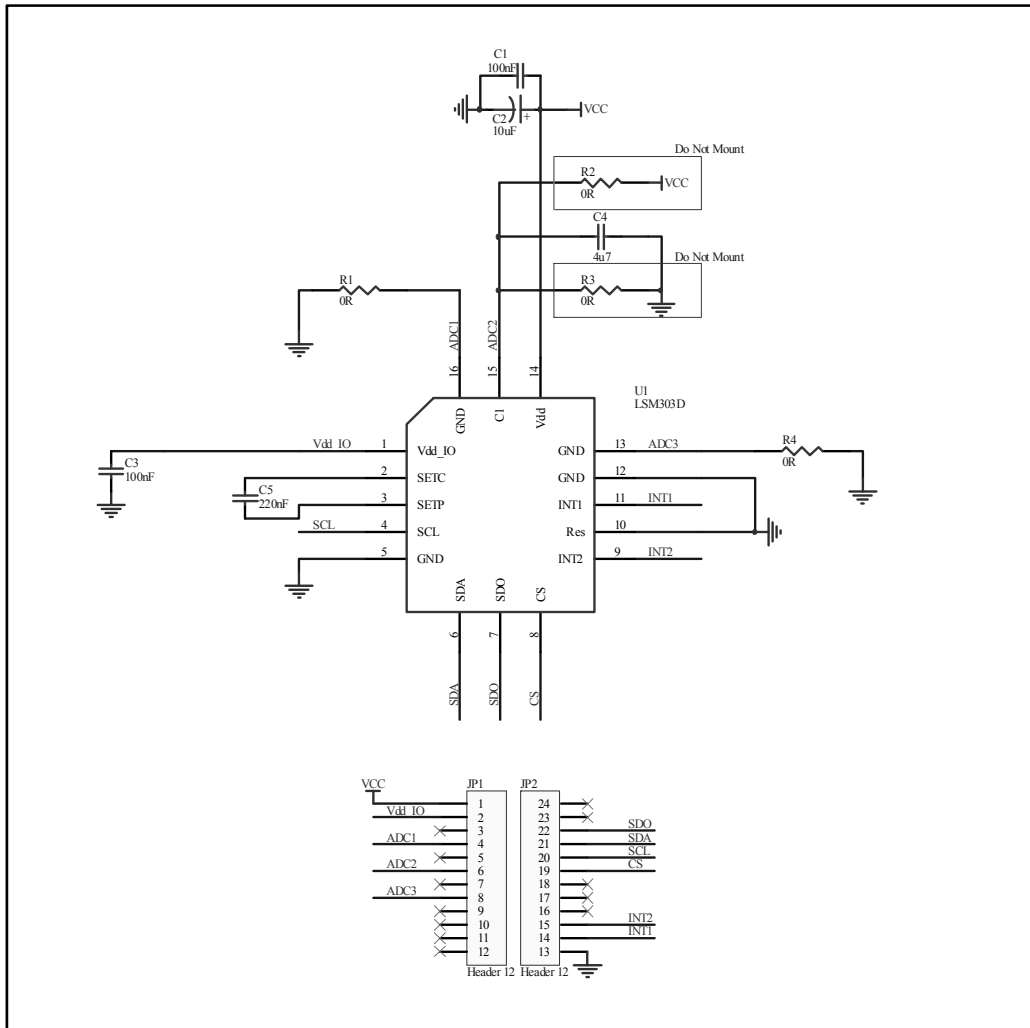 C1
100nF
C2
10uF
+
VCC
Do Not Mount
R2
0R
VCC
C4
4u7
Do Not Mount
R3
0R
R1
0R
ADC1
ADC2
16
15
14
U1
LSM303D
GND
C1
Vdd
Vdd_IO
1
Vdd_IO
GND
13
ADC3
R4
0R
C3
100nF
2
SETC
GND
12
C5
220nF
3
SETP
INT1
11
INT1
SCL
4
SCL
Res
10
5
GND
INT2
9
INT2
SDA
SDO
CS
6
7
8
SDA
SDO
CS
VCC
JP1
JP2
1
24
Vdd_IO
2
23
3
22
SDO
ADC1
4
21
SDA
5
20
SCL
ADC2
6
19
CS
7
18
ADC3
8
17
9
16
10
15
INT2
11
14
INT1
12
13
Header 12
Header 12